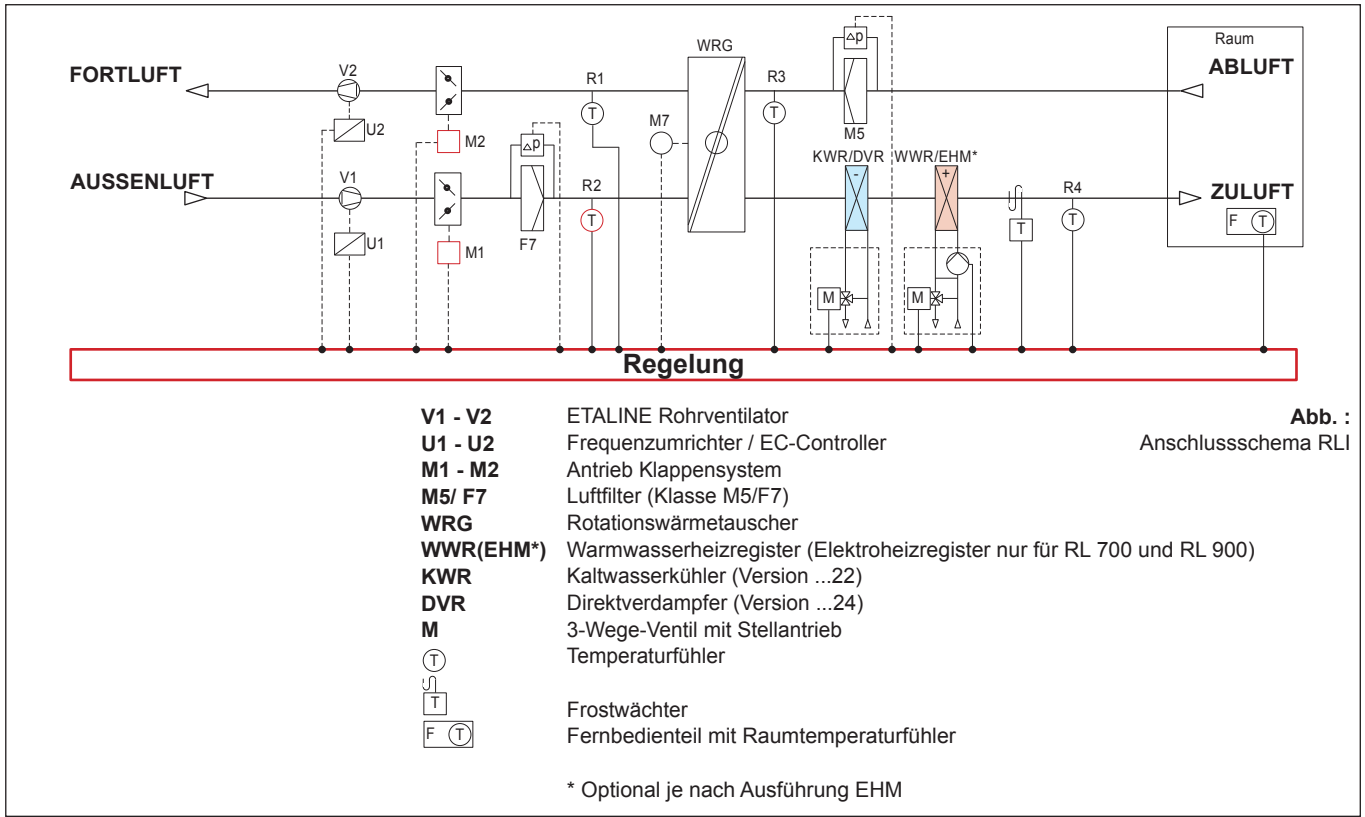 Raum
WRG
Δp
FORTLUFT
V2
R1
R3
ABLUFT
T
T
M7
M5
U2
M2
Δp
KWR/DVR
WWR/EHM*
AUSSENLUFT
V1
R2
-
+
R4
ZULUFT
T
T
T
F T
U1
M1
F7
M
M
Regelung
V1 - V2 ETALINE Rohrventilator
Abb. :
U1 - U2 Frequenzumrichter / EC-Controller
Anschlussschema RLI
M1 - M2 Antrieb Klappensystem
M5/ F7 Luftfilter (Klasse M5/F7)
WRG Rotationswärmetauscher
WWR(EHM*) Warmwasserheizregister (Elektroheizregister nur für RL 700 und RL 900)
KWR Kaltwasserkühler (Version ...22)
DVR Direktverdampfer (Version ...24)
M 3-Wege-Ventil mit Stellantrieb
T Temperaturfühler
T Frostwächter
F T Fernbedienteil mit Raumtemperaturfühler
* Optional je nach Ausführung EHM